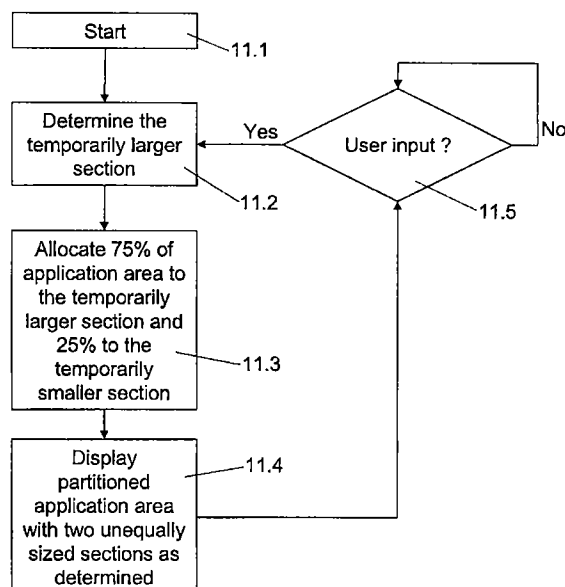 Start
11.1
Determine the
temporarily larger
section
11.2
Yes
User input ?
No
11.5
Allocate 75% of
application area to
the temporarily
larger section and
25% to the
temporarily
smaller section
11.3
Display
partitioned
application area
with two unequally
sized sections as
determined
11.4